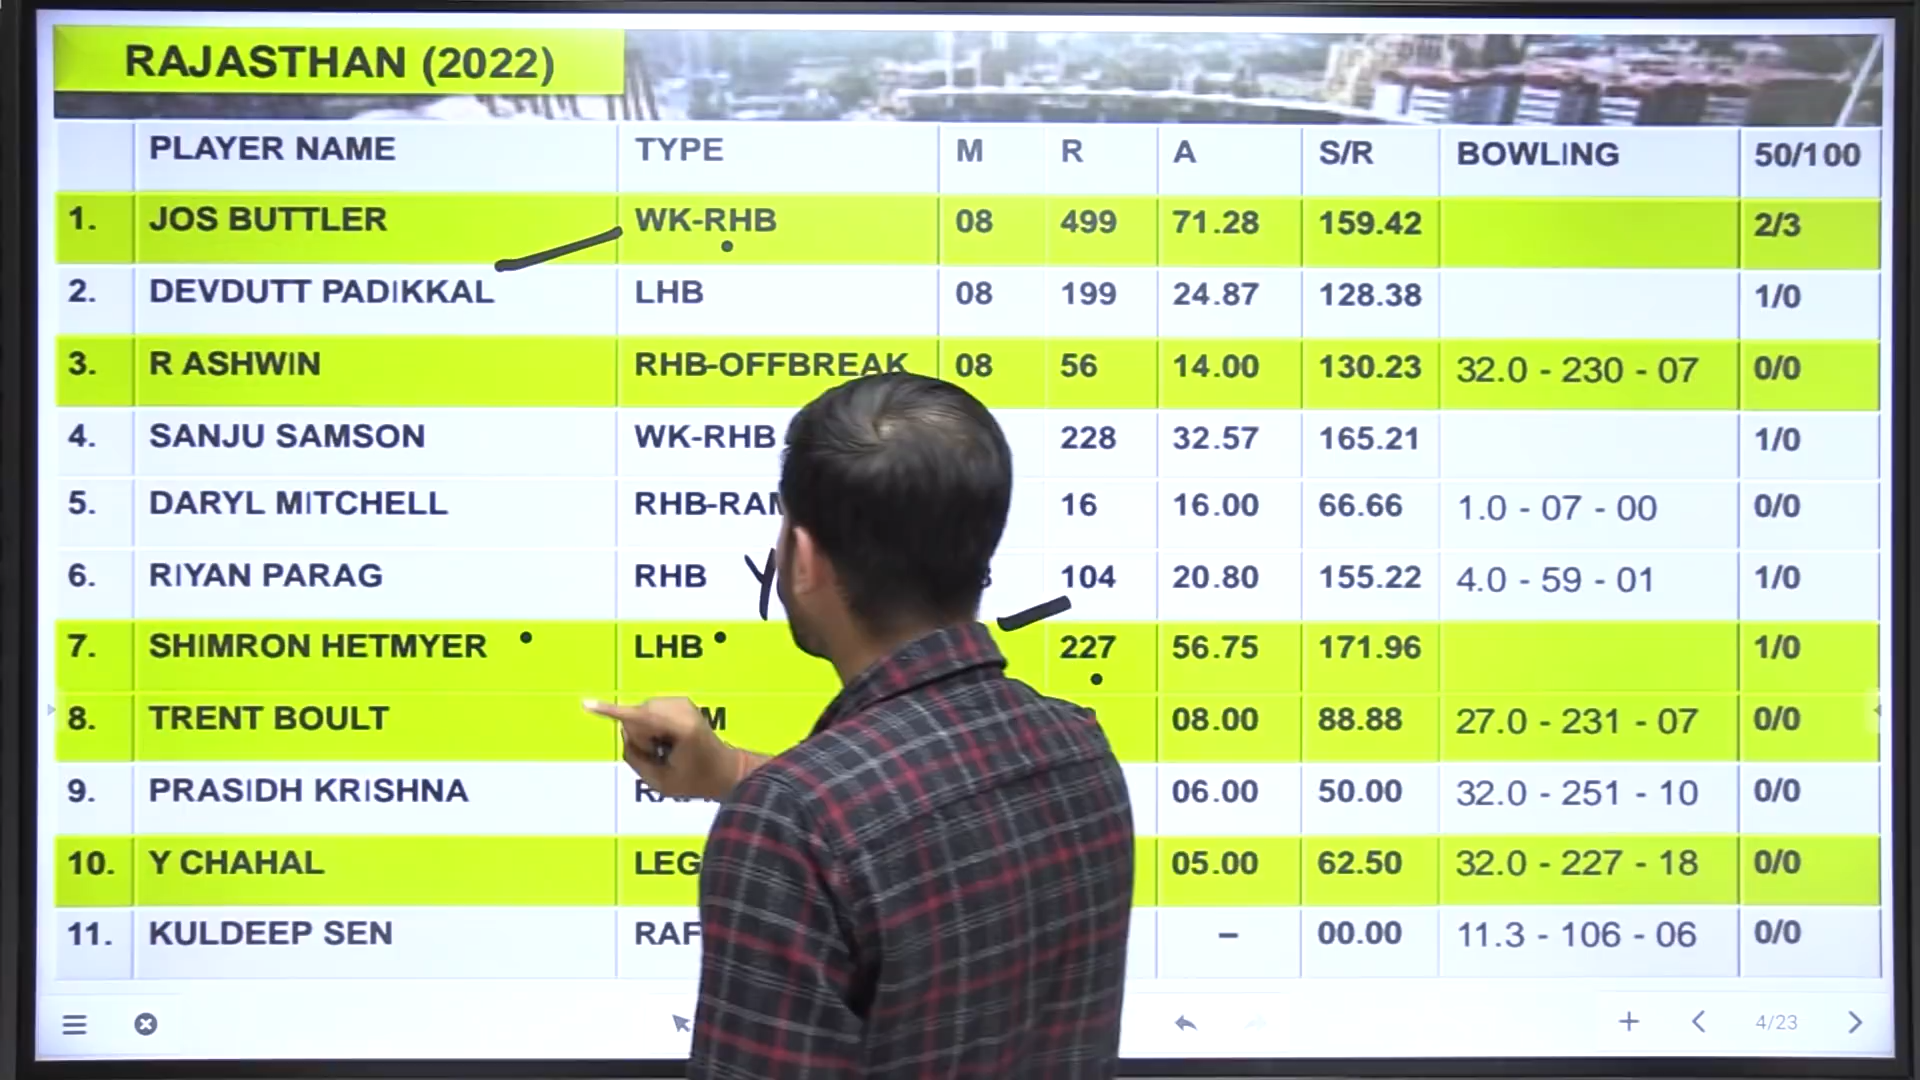 RAJASTHAN (2022)
PLAYER NAME TYPE M R A S/R BOWLING 50/100
1. JOS BUTTLER WK-RHB 08 499 71.28 159.42 2/3
2. DEVDUTT PADIKKAL LHB 08 199 24.87 128.38 1/0
3. R ASHWIN RHB-OFFBREAK 08 56 14.00 130.23 32.0 - 230 - 07 0/0
4. SANJU SAMSON WK-RHB 228 32.57 165.21 1/0
5. DARYL MITCHELL 16 16.00 66.66 1.0 - 07 - 00 0/0
6. RIYAN PARAG RHB 104 20.80 155.22 4.0 - 59 - 01 1/0
7. SHIMRON HETMYER LHB 227 56.75 171.96 1/0
8. TRENT BOULT 08.00 88.88 27.0 - 231 - 07 0/0
9. PRASIDH KRISHNA 06.00 50.00 32.0 - 251 - 10 0/0
10. Y CHAHAL LEG 05.00 62.50 32.0 - 227 - 18 0/0
11. KULDEEP SEN RAF – 00.00 11.3 - 106 - 06 0/0
4/23